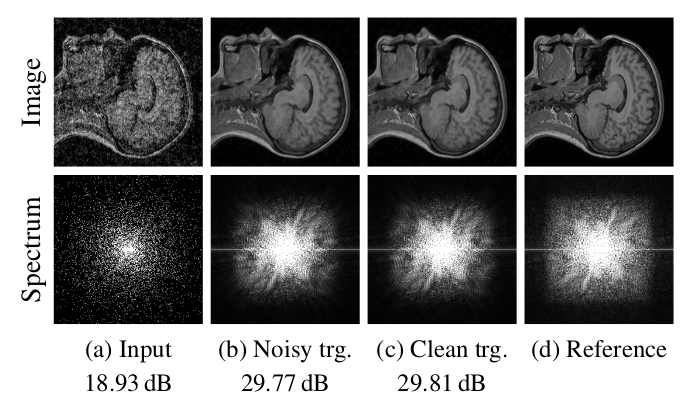 Image
Spectrum
(a) Input (b) Noisy trg. (c) Clean trg. (d) Reference
18.93 dB 29.77 dB 29.81 dB